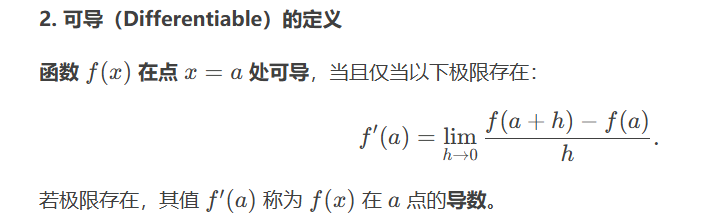 2. 可导（Differentiable）的定义
函数 f(x) 在点 x = a 处可导，当且仅当以下极限存在：
f′(a) = lim_{h→0} \frac{f(a + h) − f(a)}{h}.
若极限存在，其值 f′(a) 称为 f(x) 在 a 点的导数。